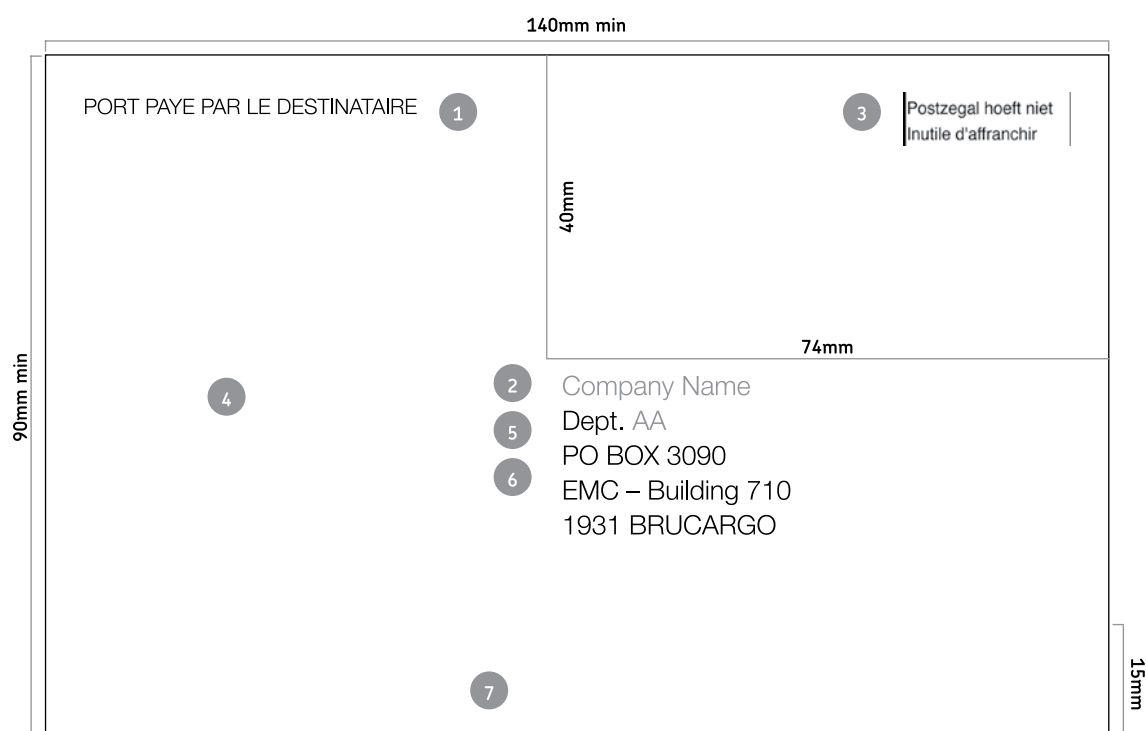 140mm min
PORT PAYE PAR LE DESTINATAIRE
1
3
Postzegal hoeft niet
Inutile d'affranchir
40mm
74mm
90mm min
4
2
Company Name
5
Dept. AA
PO BOX 3090
6
EMC – Building 710
1931 BRUCARGO
7
15mm